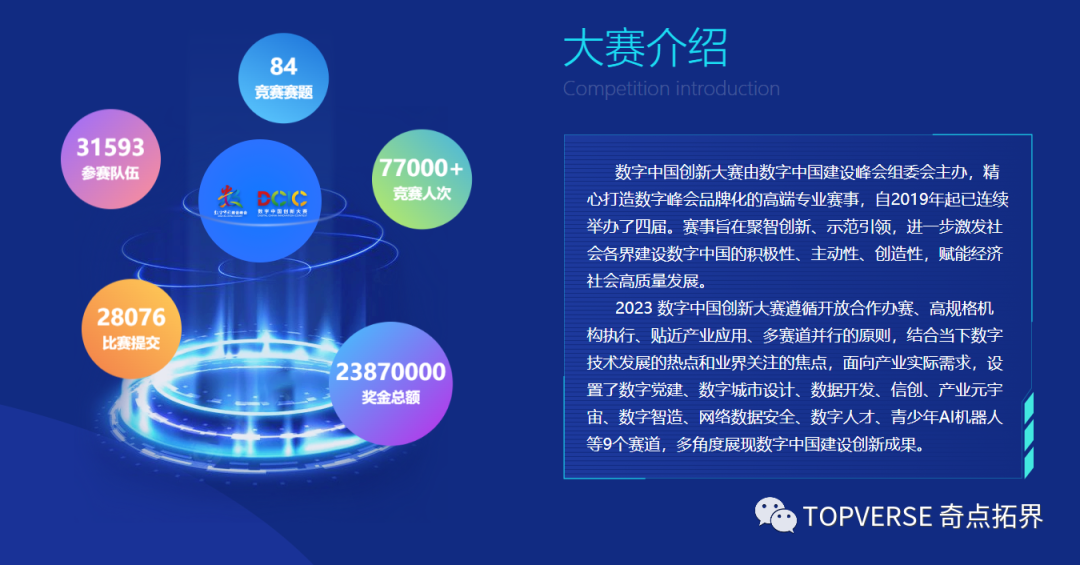 大赛介绍
Competition introduction
84
竞赛赛题
31593
参赛队伍
77000+
竞赛人次
DCIC
数字中国创新大赛
28076
比赛提交
23870000
奖金总额
数字中国创新大赛由数字中国建设峰会组委会主办，精
心打造数字峰会品牌化的高端专业赛事，自2019年起已连续
举办了四届。赛事旨在聚智创新、示范引领，进一步激发社
会各界建设数字中国的积极性、主动性、创造性，赋能经济
社会高质量发展。
2023 数字中国创新大赛遵循开放合作办赛、高规格机
构执行、贴近产业应用、多赛道并行的原则，结合当下数字
技术发展的热点和业界关注的焦点，面向产业实际需求，设
置了数字党建、数字城市设计、数据开发、信创、产业元宇
宙、数字智造、网络数据安全、数字人才、青少年AI机器人
等9个赛道，多角度展现数字中国建设创新成果。
TOPVERSE 奇点拓界